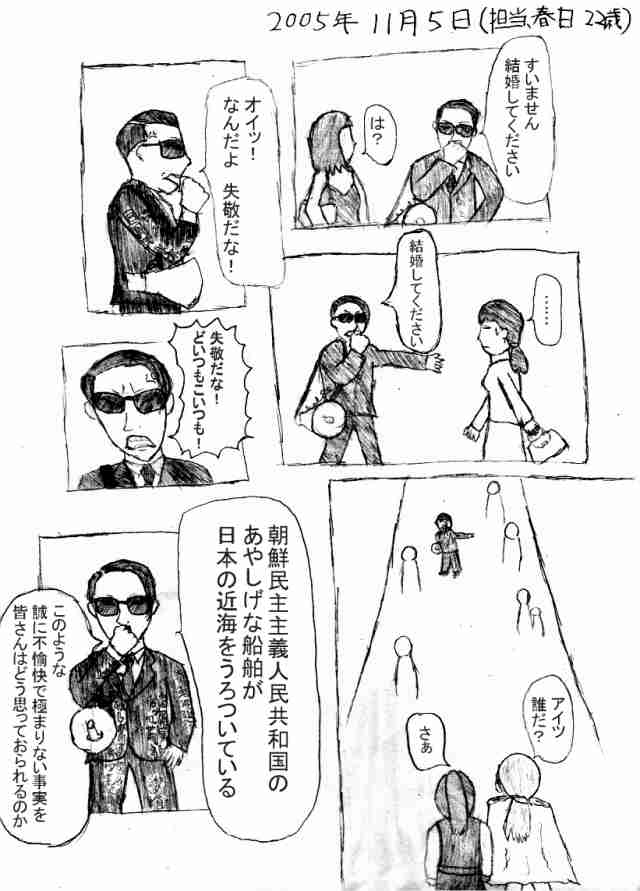 2005年 11月5日(担当、春日 22歳)
すいません
結婚してください
は?
オイッ!
なんだよ 失敬だな!
結婚してください
……
失敬だな!
どいつもこいつも!
アイツ
誰だ?
さぁ
朝鮮民主主義人民共和国の
あやしげな船舶が
日本の近海をうろついている
このような
誠に不愉快で極まりない事実を
皆さんはどう思っておられるのか